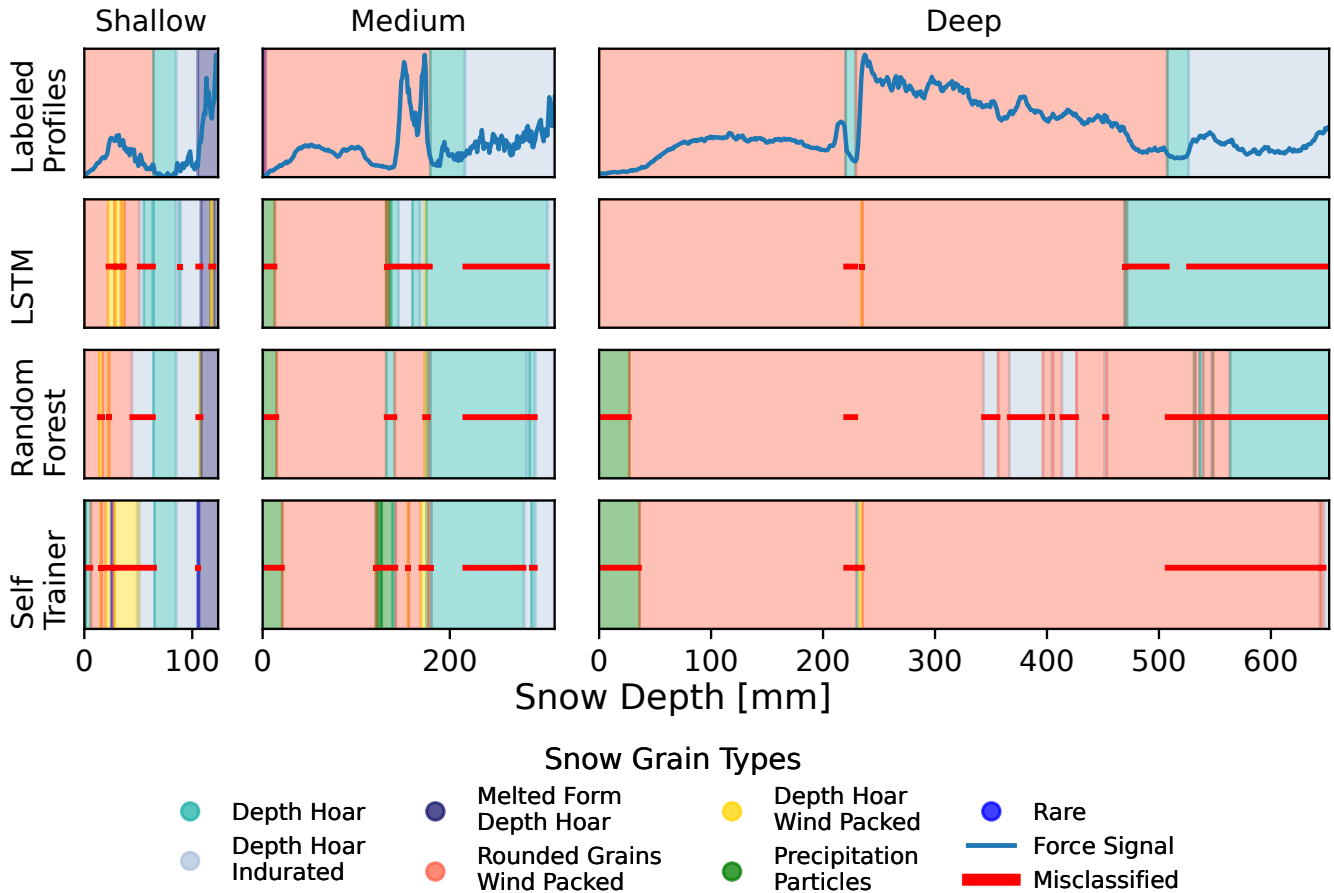 Shallow Medium Deep
Labeled
Profiles
LSTM
Random
Forest
Self
Trainer
0 100 0 200 0 100 200 300 400 500 600
Snow Depth [mm]
Snow Grain Types
Depth Hoar
Depth Hoar
Indurated
Melted Form
Depth Hoar
Rounded Grains
Wind Packed
Depth Hoar
Wind Packed
Precipitation
Particles
Rare
Force Signal
Misclassified